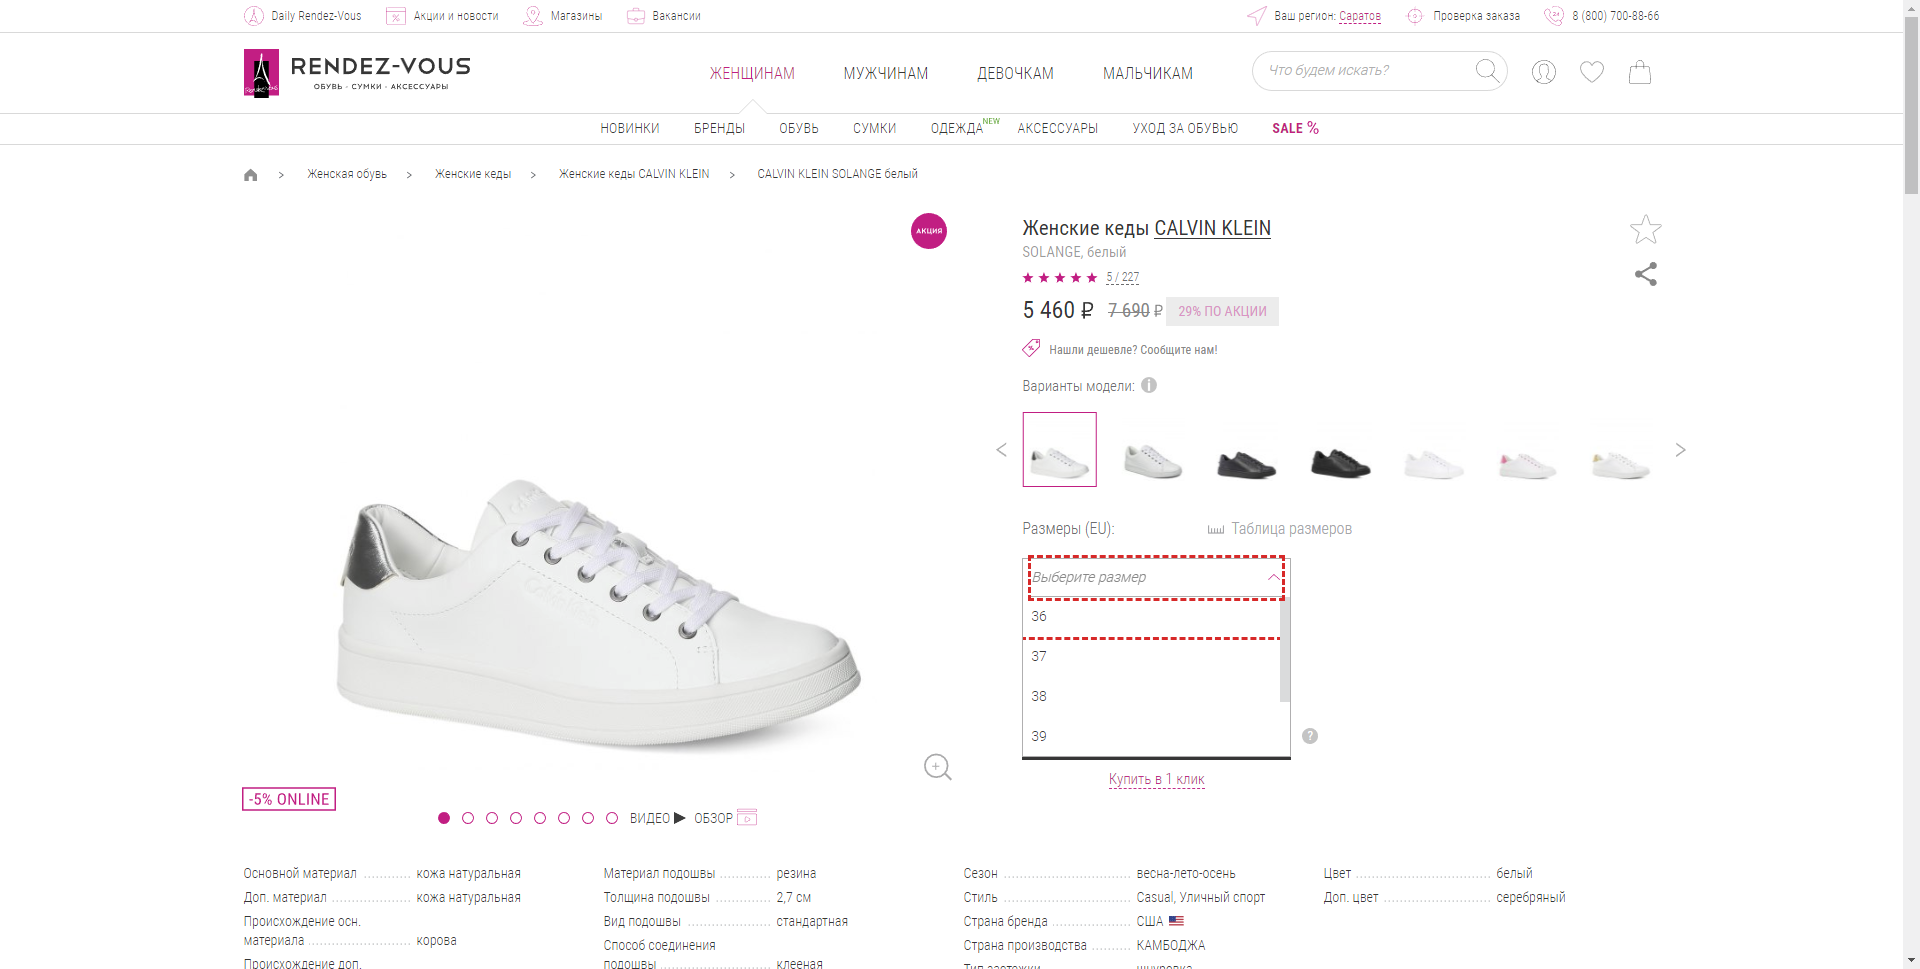 Daily Rendez-Vous
Акции и новости
Магазины
Вакансии
Ваш регион: Саратов
Проверка заказа
8 (800) 700-88-66
RENDEZ-VOUS
ОБУВЬ · СУМКИ · АКСЕССУАРЫ
ЖЕНЩИНАМ
МУЖЧИНАМ
ДЕВОЧКАМ
МАЛЬЧИКАМ
Что будем искать?
НОВИНКИ
БРЕНДЫ
ОБУВЬ
СУМКИ
ОДЕЖДА NEW
АКСЕССУАРЫ
УХОД ЗА ОБУВЬЮ
SALE %
> Женская обувь > Женские кеды > Женские кеды CALVIN KLEIN > CALVIN KLEIN SOLANGE белый
АКЦИЯ
Женские кеды CALVIN KLEIN
SOLANGE, белый
5 / 227
5 460 ₽ 7 690 ₽ 29% ПО АКЦИИ
Нашли дешевле? Сообщите нам!
Варианты модели:
Размеры (EU):
Таблица размеров
Выберите размер
36
37
38
39
?
Купить в 1 клик
-5% ONLINE
ВИДЕО
ОБЗОР
Основной материал кожа натуральная
Доп. материал кожа натуральная
Происхождение осн.
материала корова
Происхождение доп.
Материал подошвы резина
Толщина подошвы 2,7 см
Вид подошвы стандартная
Способ соединения
подошвы клееная
Сезон весна-лето-осень
Стиль Casual, Уличный спорт
Страна бренда США
Страна производства КАМБОДЖА
Тип застежки шнуровка
Цвет белый
Доп. цвет серебряный